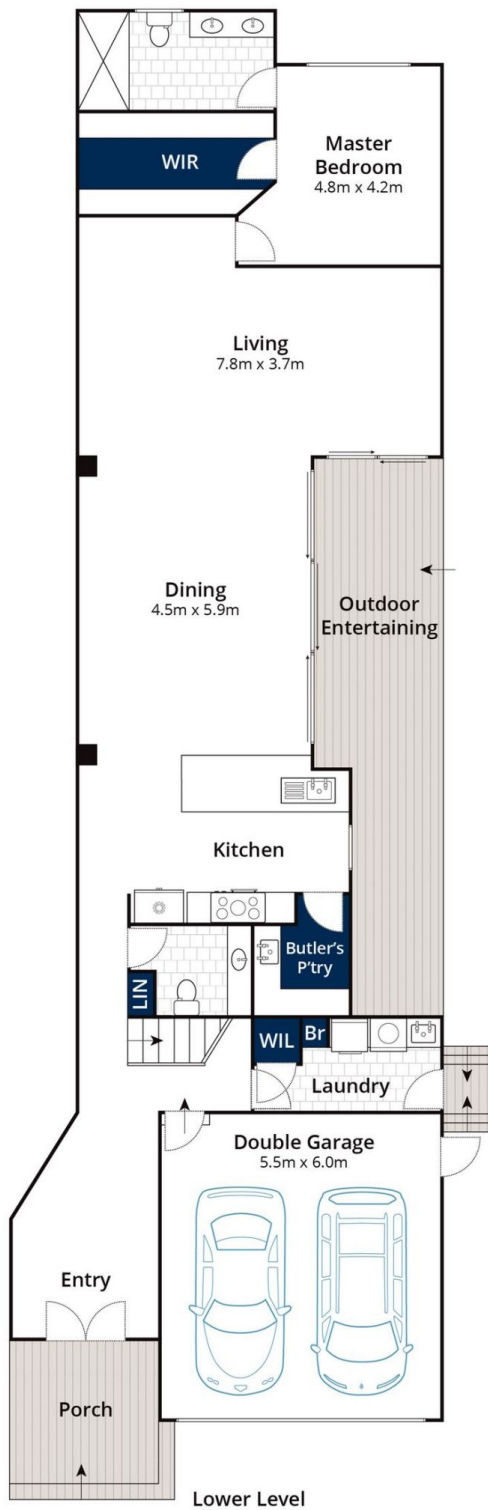 WIR
Master
Bedroom
4.8m x 4.2m
Living
7.8m x 3.7m
Dining
4.5m x 5.9m
Outdoor
Entertaining
Kitchen
Butler's
P'try
LIN
WIL
Br
Laundry
Double Garage
5.5m x 6.0m
Entry
Porch
Lower Level